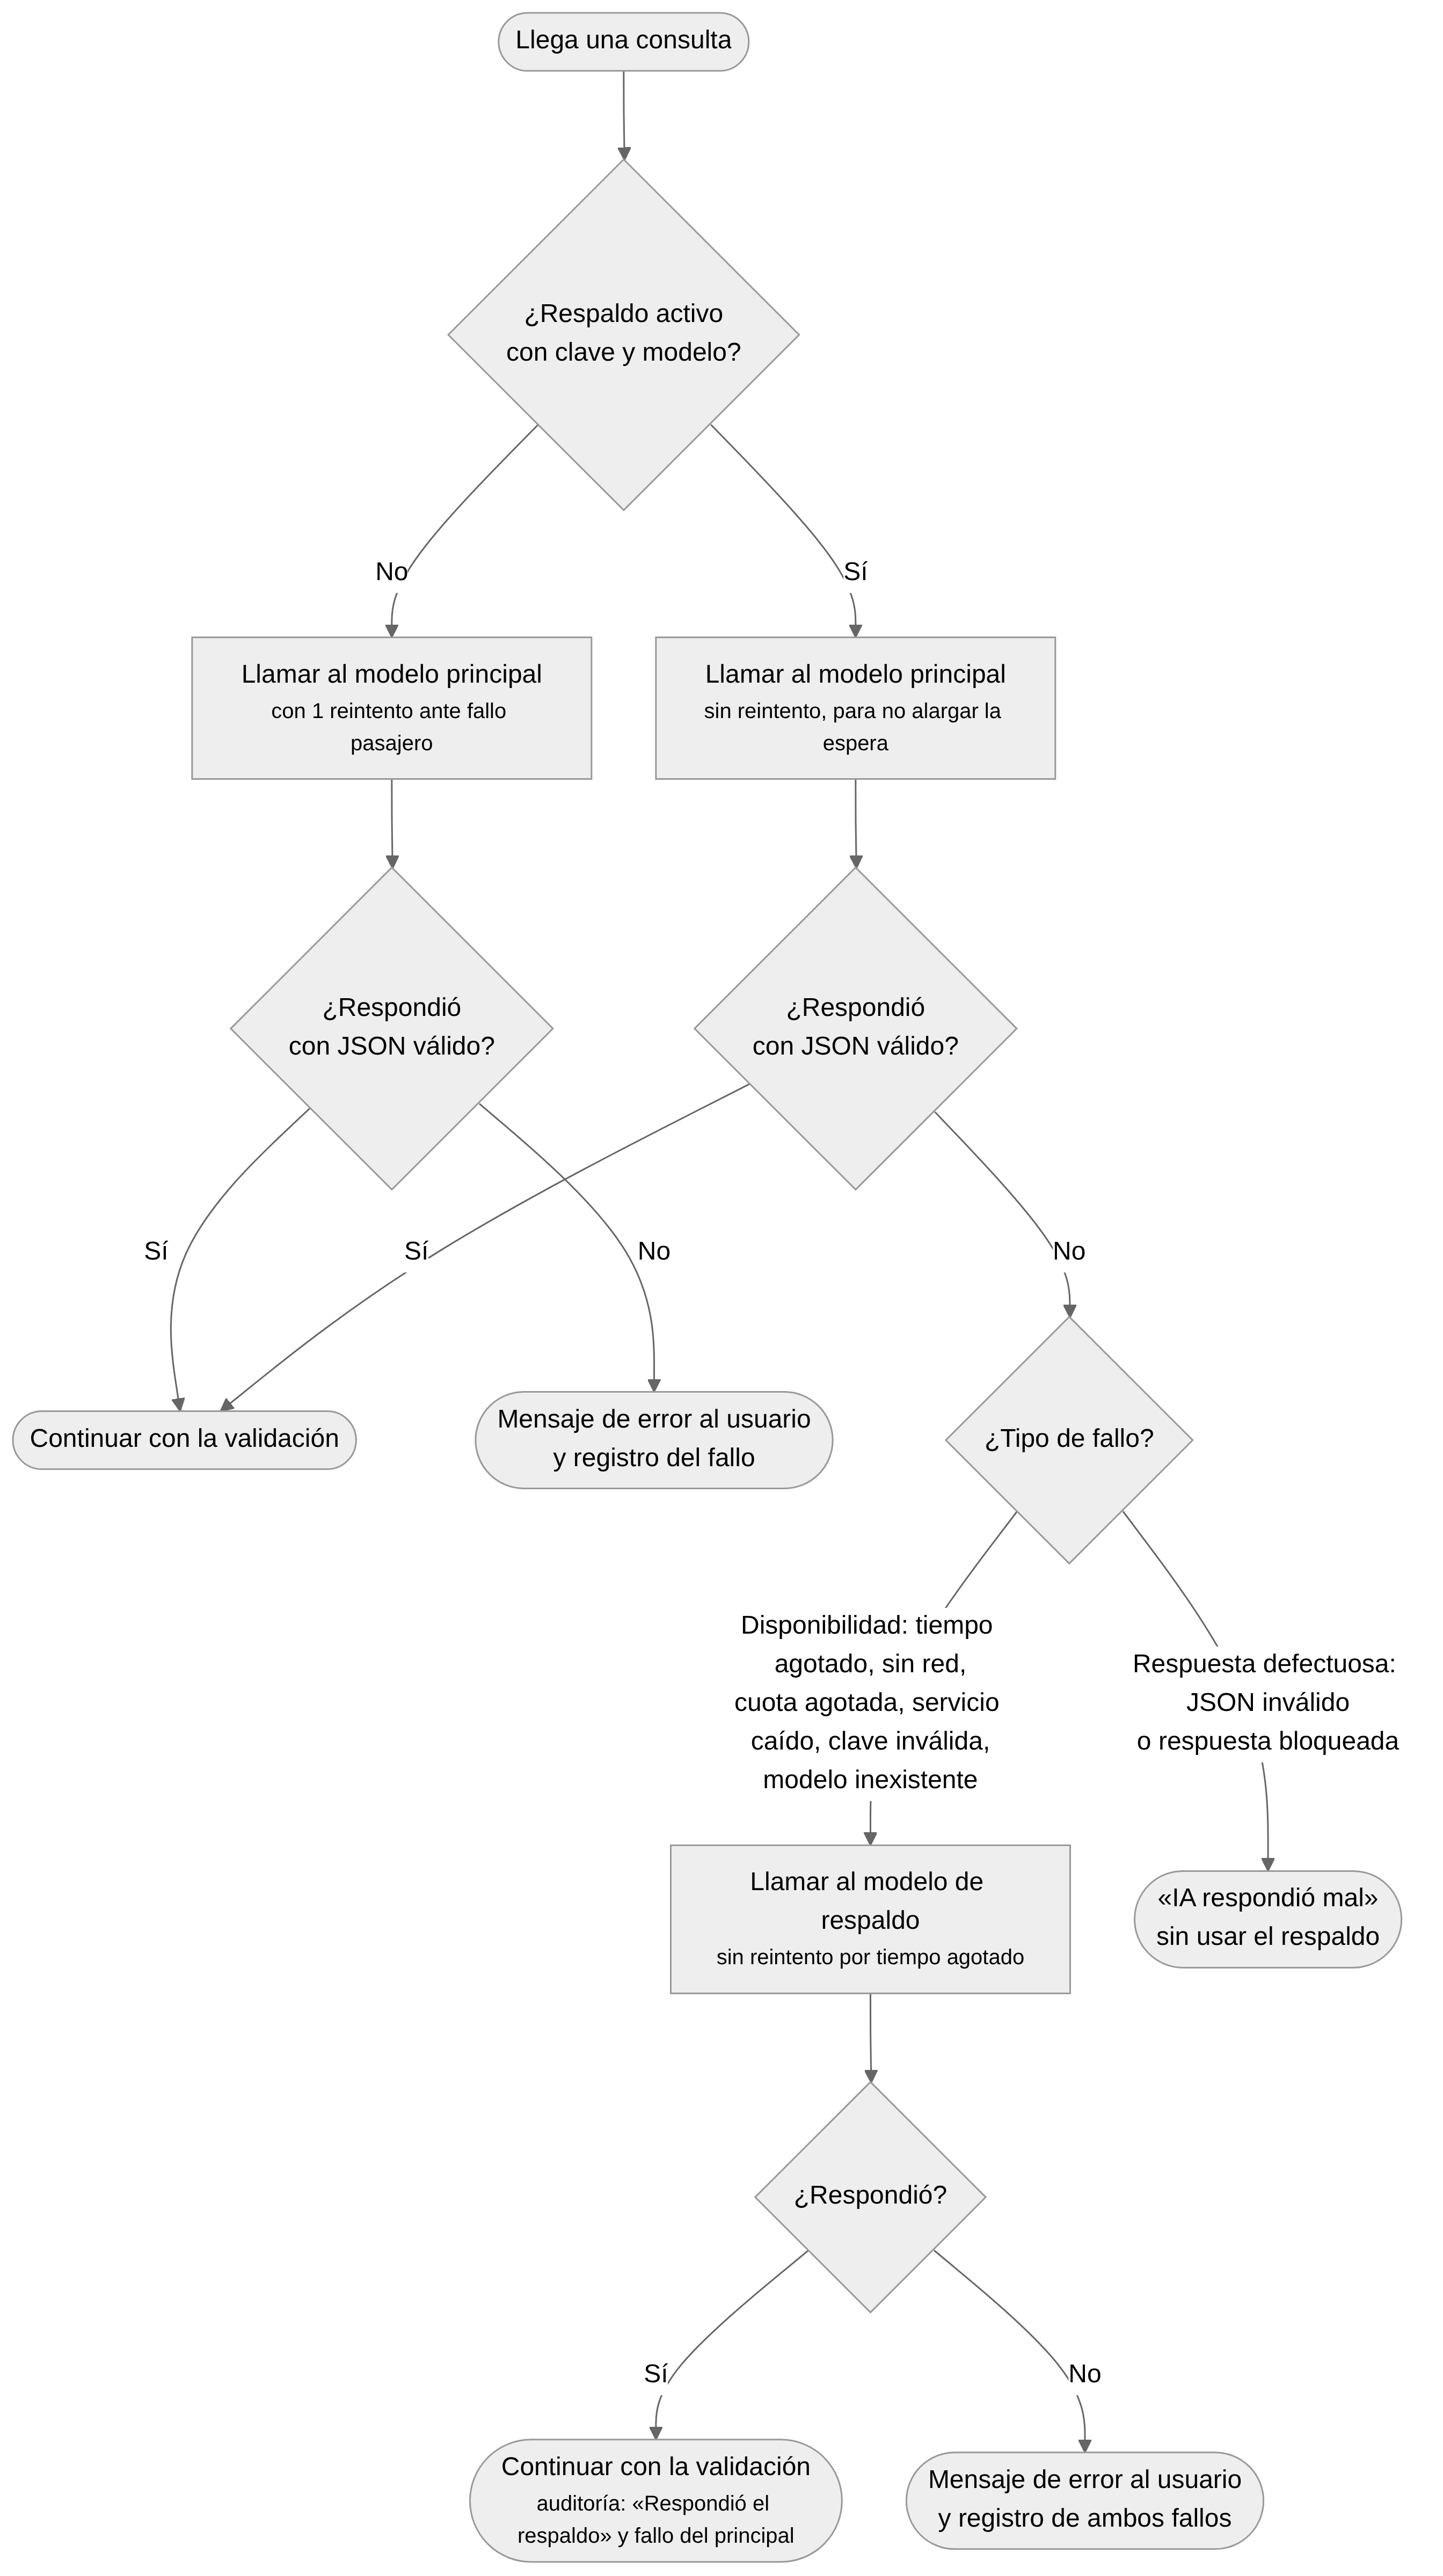 Llega una consulta
¿Respaldo activo
con clave y modelo?
No
Sí
Llamar al modelo principal
con 1 reintento ante fallo
pasajero
Llamar al modelo principal
sin reintento, para no alargar la
espera
¿Respondió
con JSON válido?
¿Respondió
con JSON válido?
Sí
Sí
No
No
Continuar con la validación
Mensaje de error al usuario
y registro del fallo
¿Tipo de fallo?
Disponibilidad: tiempo
agotado, sin red,
cuota agotada, servicio
caído, clave inválida,
modelo inexistente
Respuesta defectuosa:
JSON inválido
o respuesta bloqueada
Llamar al modelo de
respaldo
sin reintento por tiempo agotado
«IA respondió mal»
sin usar el respaldo
¿Respondió?
Sí
No
Continuar con la validación
auditoría: «Respondió el
respaldo» y fallo del principal
Mensaje de error al usuario
y registro de ambos fallos